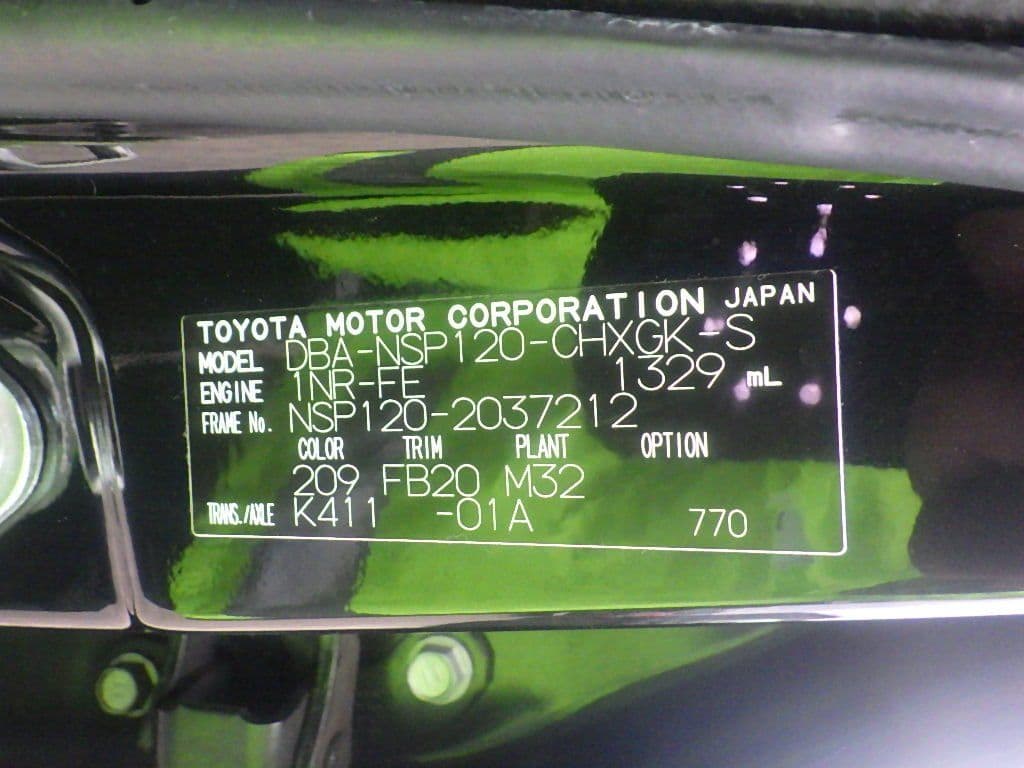 TOYOTA MOTOR CORPORATION JAPAN
MODEL DBA-NSP120-CHXGK-S
ENGINE 1NR-FE 1329 mL
FRAME No. NSP120-2037212
COLOR TRIM PLANT OPTION
209 FB20 M32
TRANS./AXLE K411 -01A 770